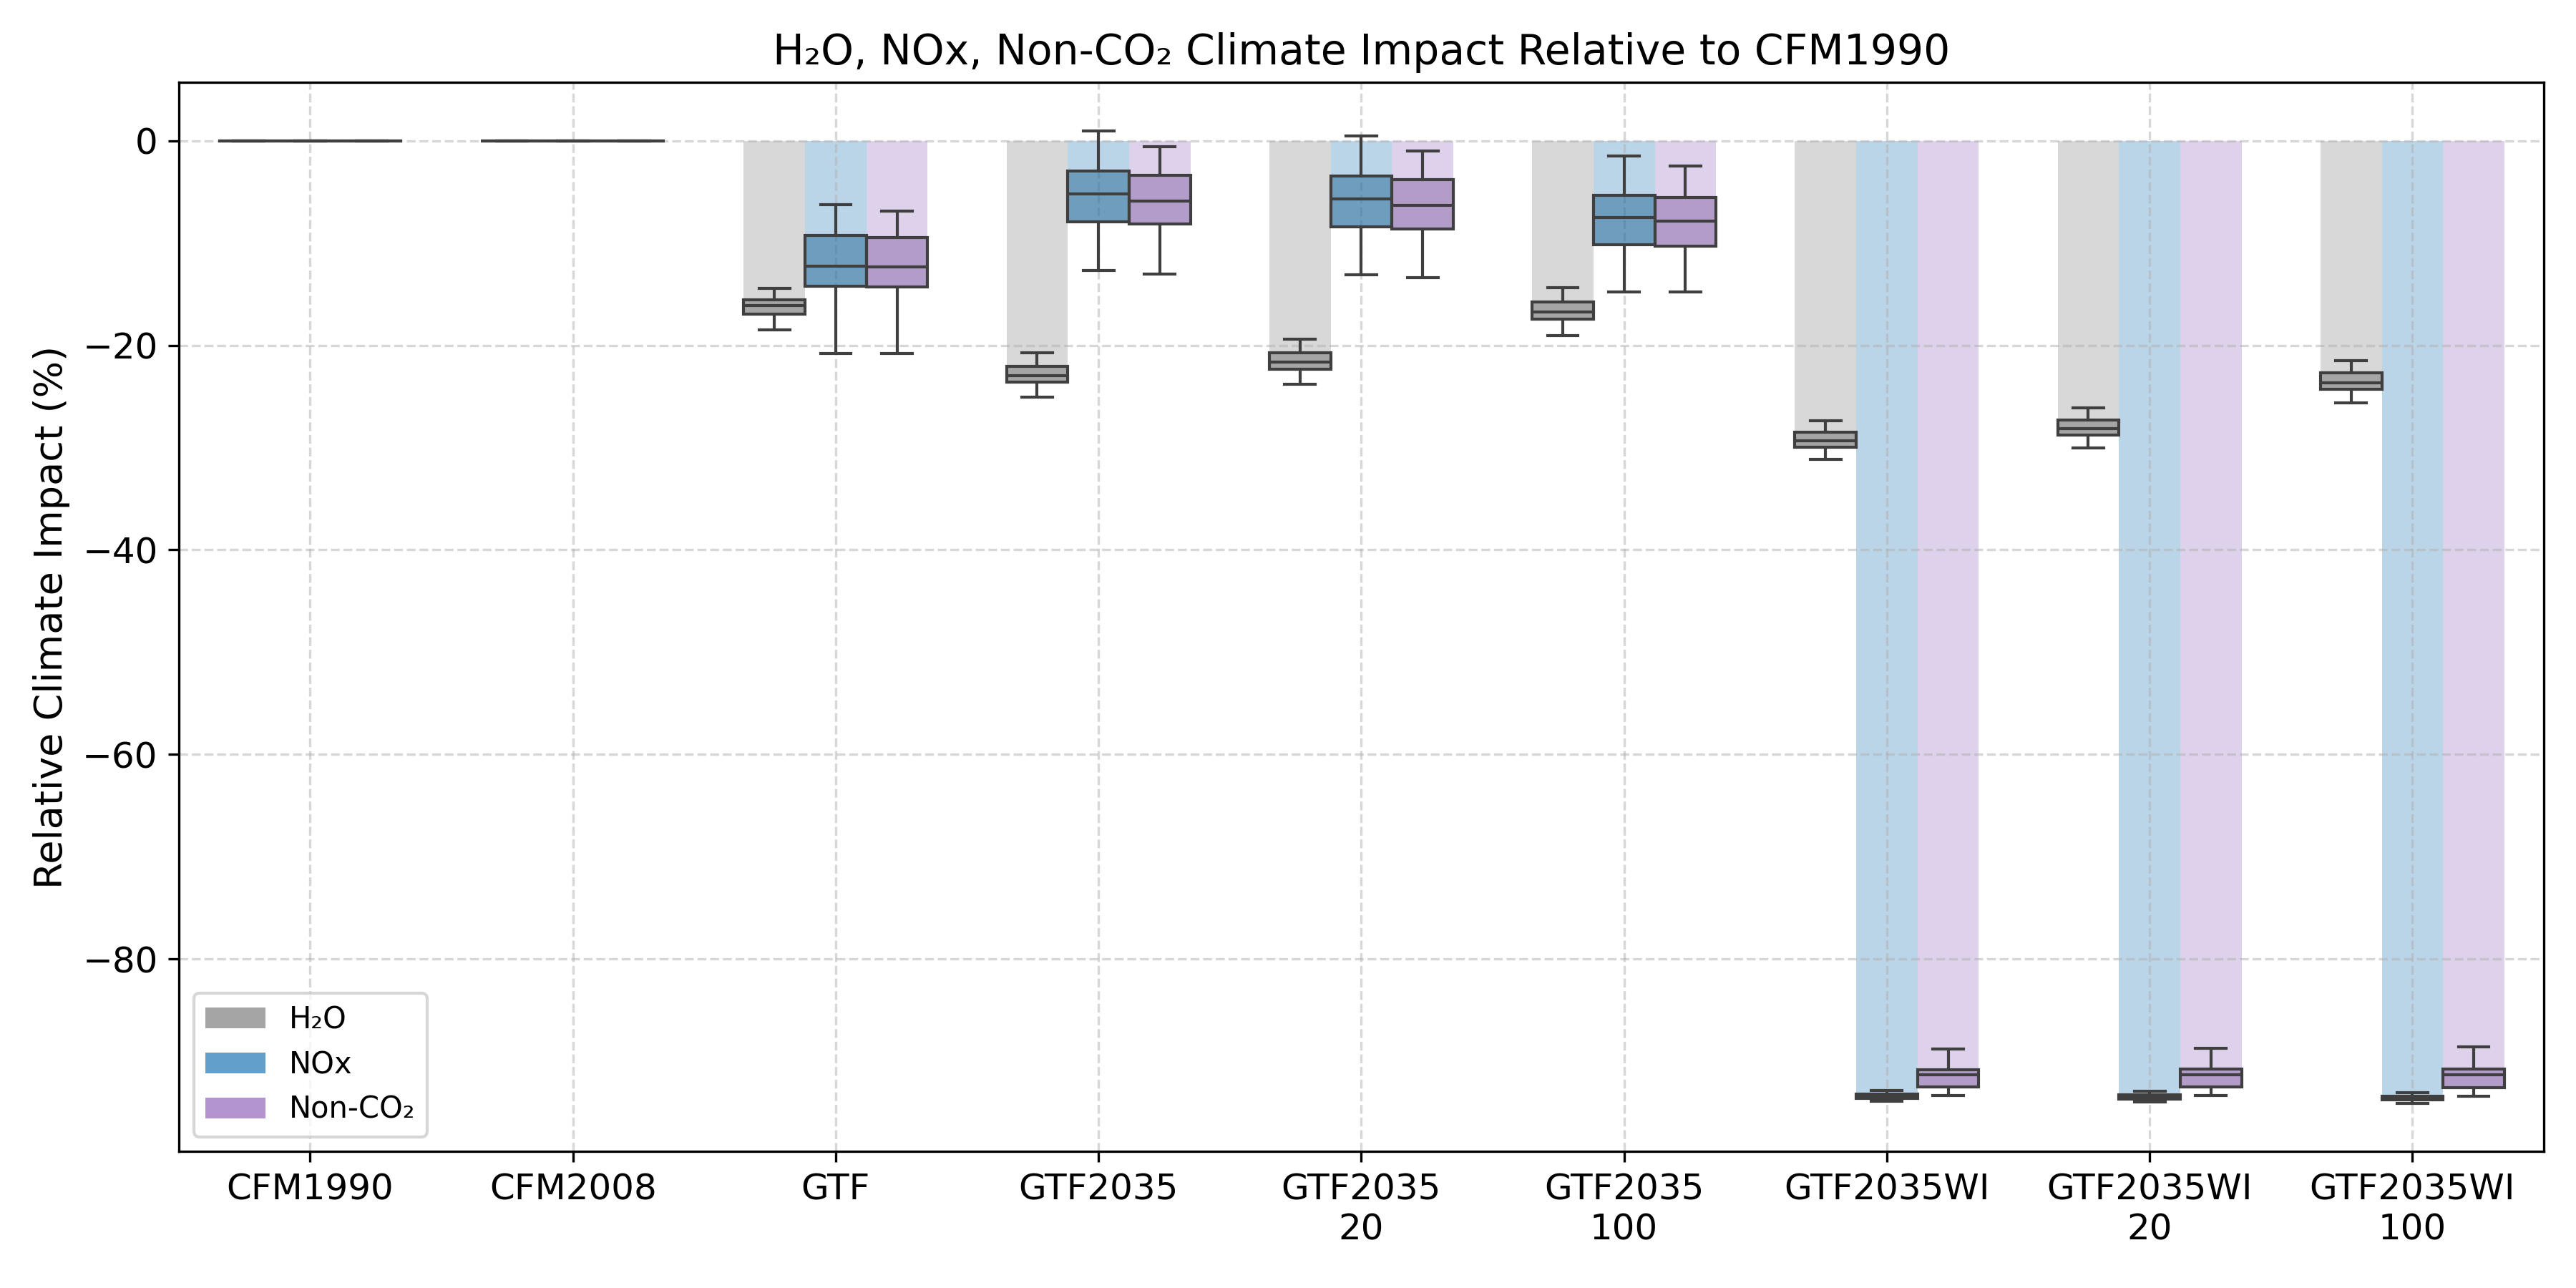 H₂O, NOx, Non-CO₂ Climate Impact Relative to CFM1990
Relative Climate Impact (%)
0
−20
−40
−60
−80
H₂O
NOx
Non-CO₂
CFM1990 CFM2008 GTF GTF2035 GTF2035 GTF2035 GTF2035WI GTF2035WI GTF2035WI
20 100 20 100